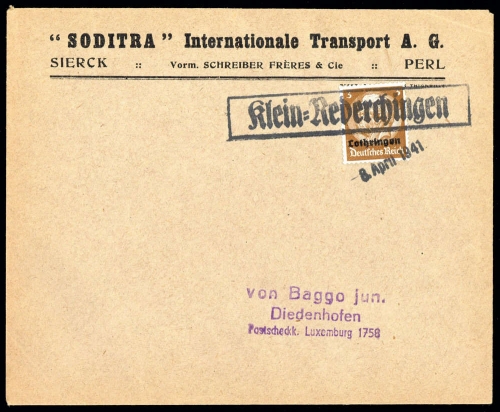 “ SODITRA ” Internationale Transport A. G.
SIERCK :: Vorm. SCHREIBER FRÈRES & Cie :: PERL
Klein-Rederchingen
Lothringen
Deutsches Reich
8. April 1941
von Baggo jun.
Diedenhofen
Postscheckk. Luxemburg 1758